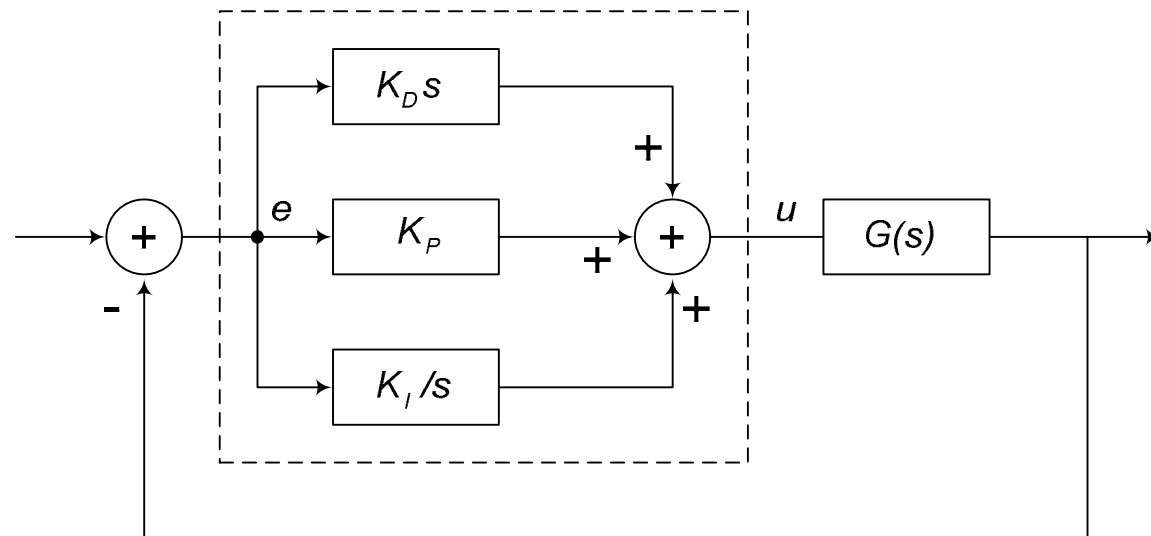 K_D s
+
e
K_P
+
+
+
u
G(s)
-
+
K_I /s